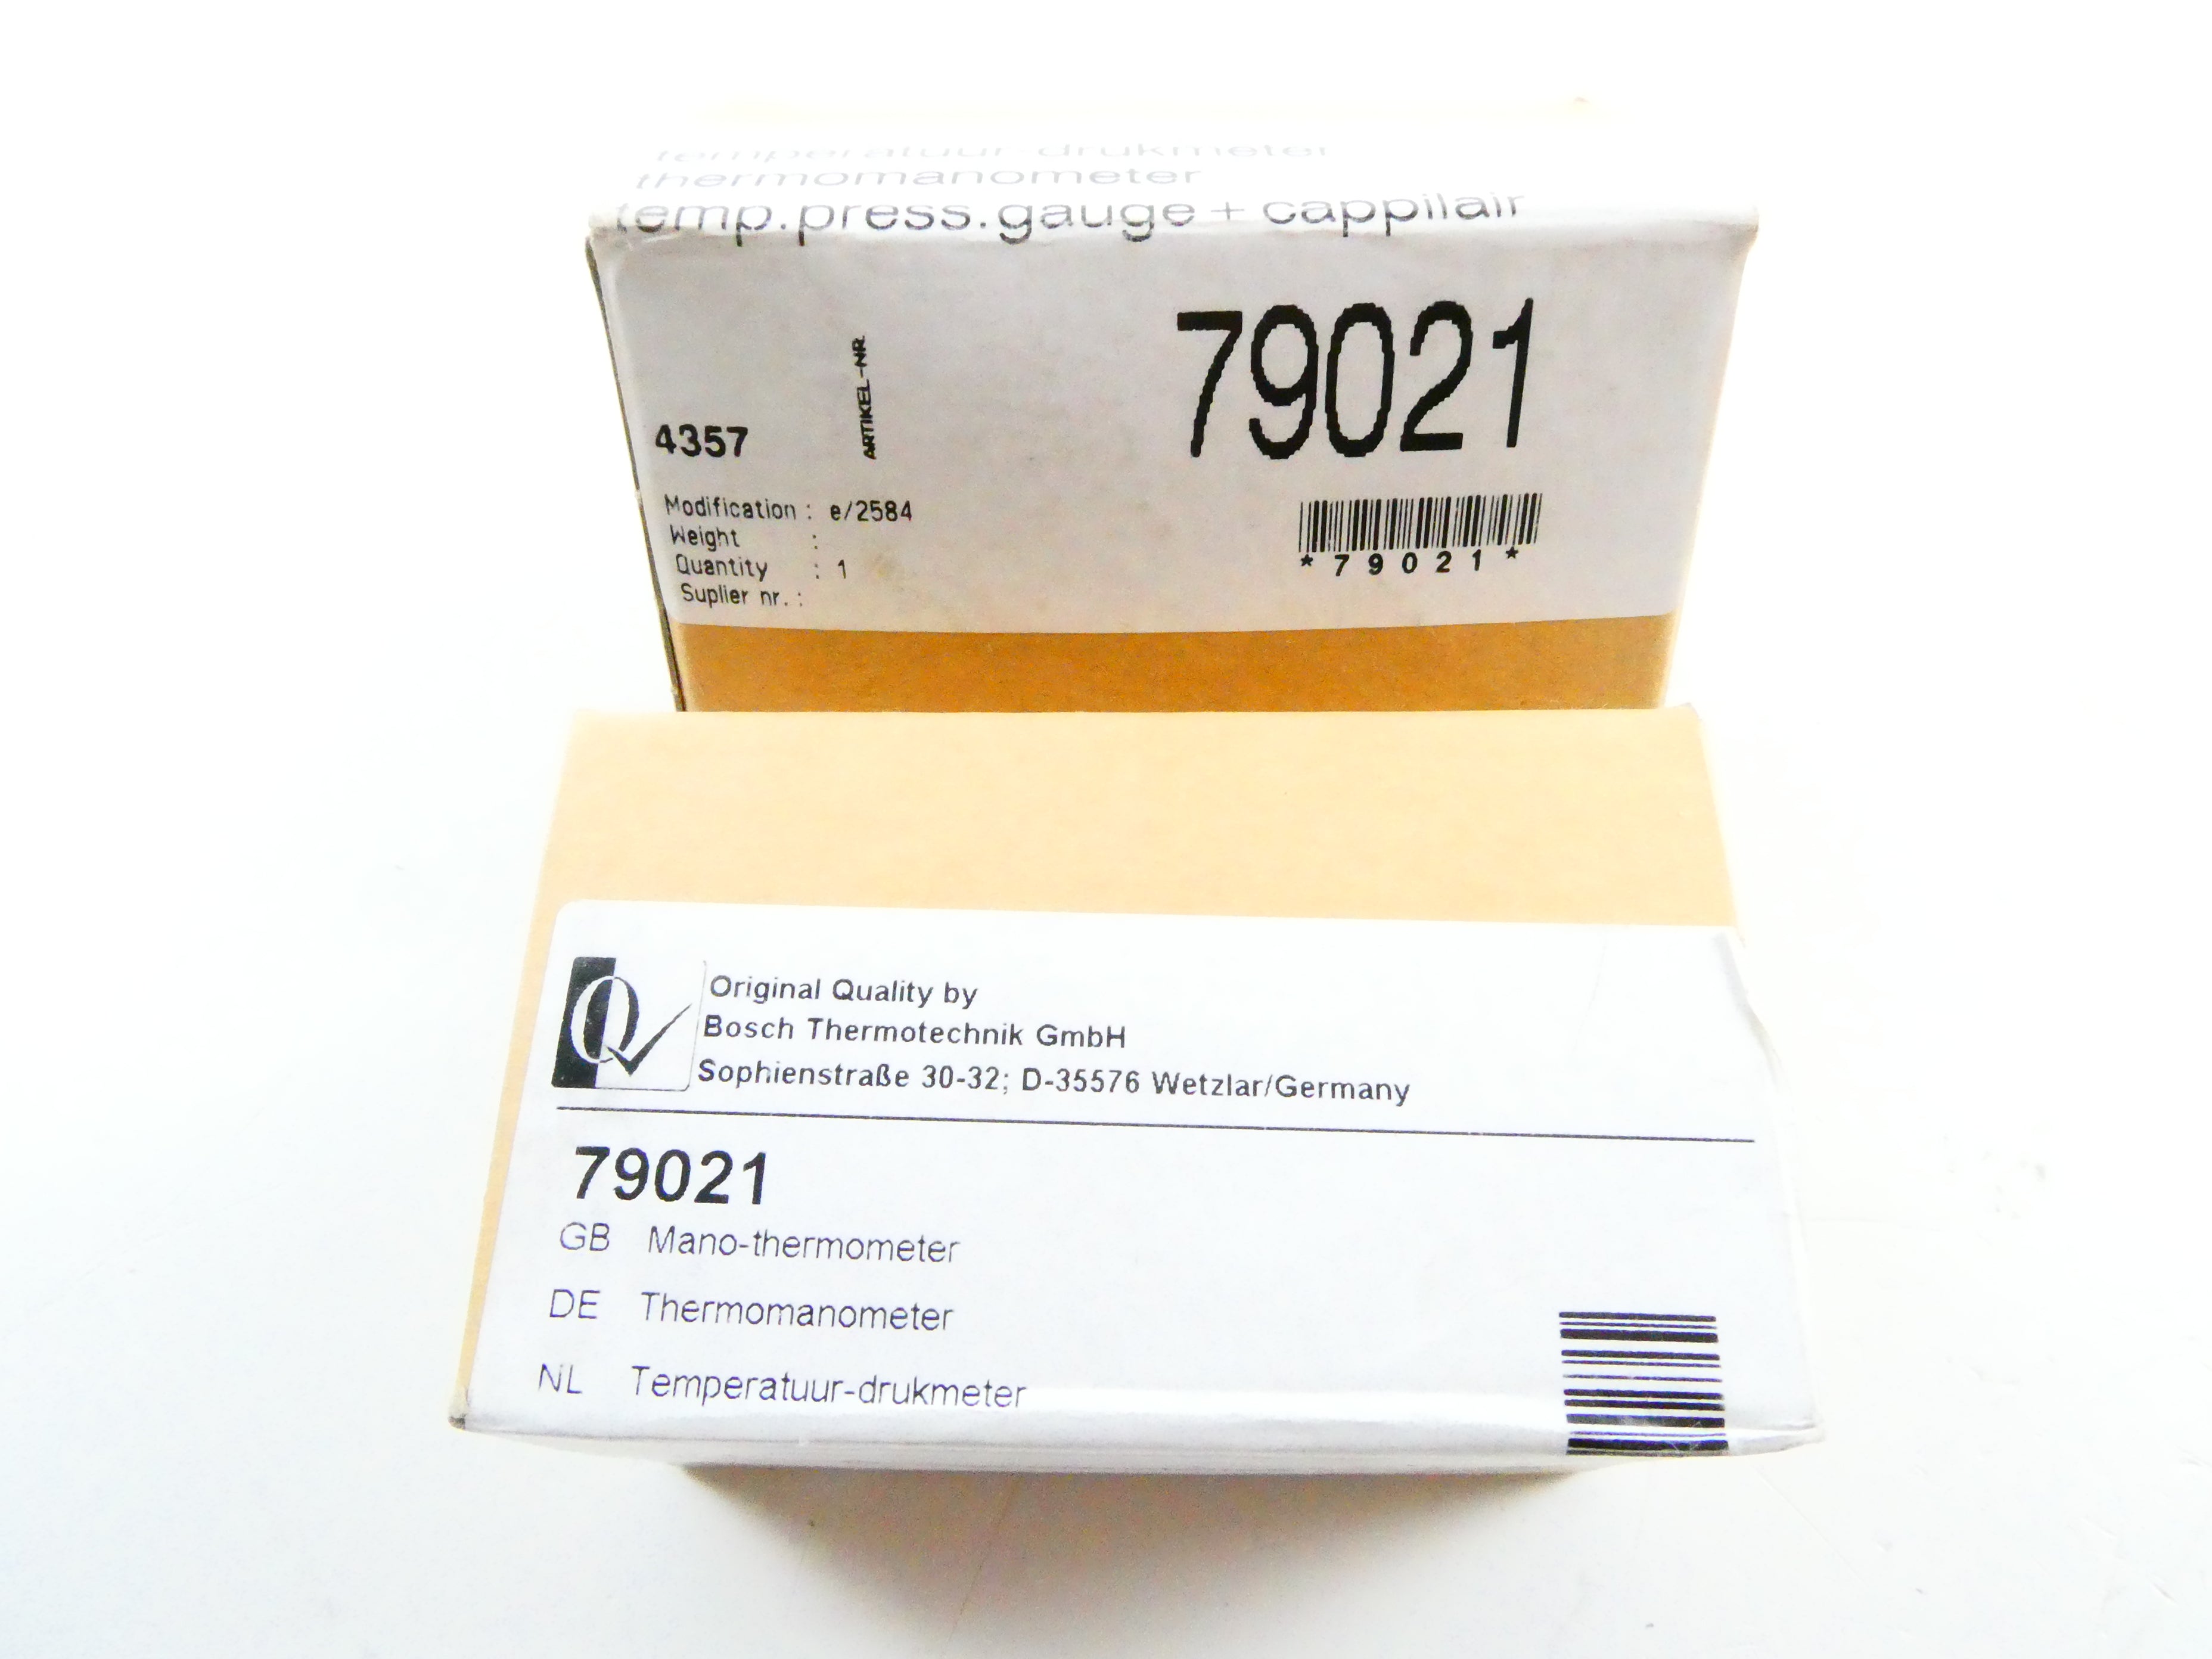 temperatuur-drukmeter
thermomanometer
temp.press.gauge + cappilair
79021
ARTIKEL-NR.
4357
Modification : e/2584
Weight :
Quantity : 1
Suplier nr. :
*79021*
Q
Original Quality by
Bosch Thermotechnik GmbH
Sophienstraße 30-32; D-35576 Wetzlar/Germany
79021
GB Mano-thermometer
DE Thermomanometer
NL Temperatuur-drukmeter